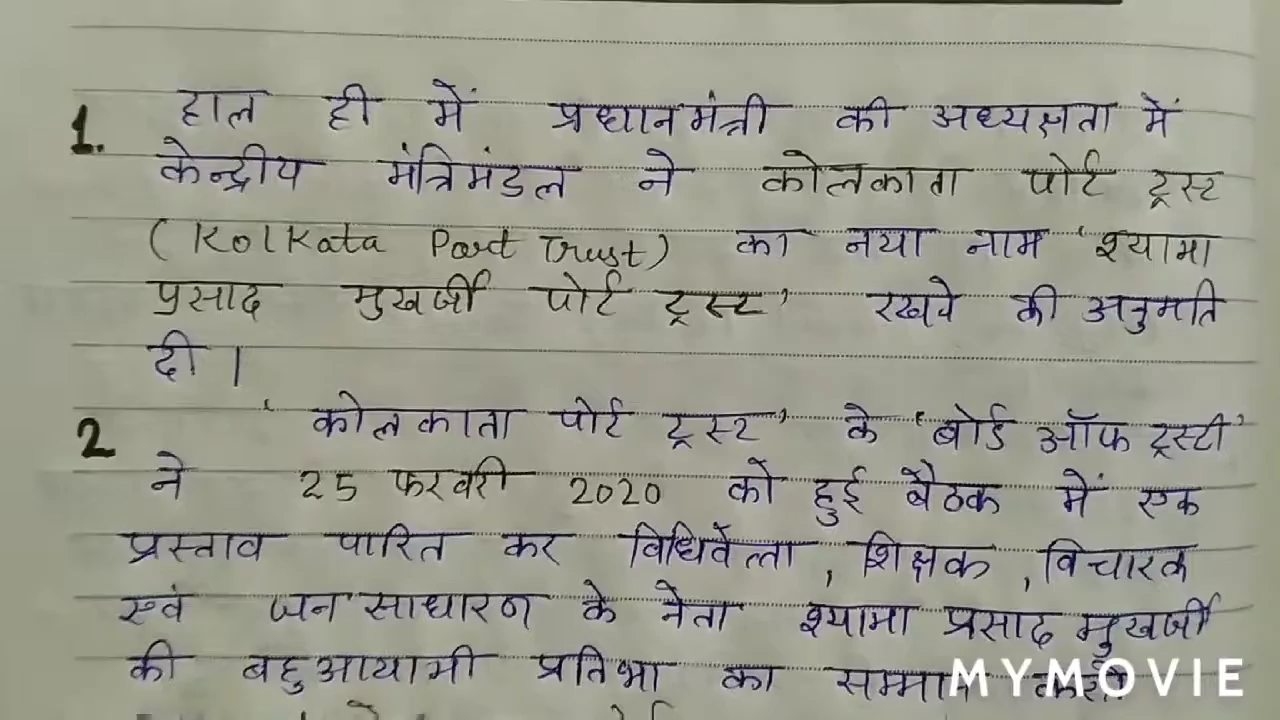 1. हाल ही में प्रधानमंत्री की अध्यक्षता में
केन्द्रीय मंत्रिमंडल ने कोलकाता पोर्ट ट्रस्ट
(Kolkata Port Trust) का नया नाम 'श्यामा
प्रसाद मुखर्जी पोर्ट ट्रस्ट' रखने की अनुमति
दी ।
2 'कोलकाता पोर्ट ट्रस्ट' के 'बोर्ड ऑफ ट्रस्टी'
ने 25 फरवरी 2020 को हुई बैठक में एक
प्रस्ताव पारित कर विधिवेत्ता, शिक्षक, विचारक
एवं जन साधारण के नेता श्यामा प्रसाद मुखर्जी
की बहुआयामी प्रतिभा का
MYMOVIE